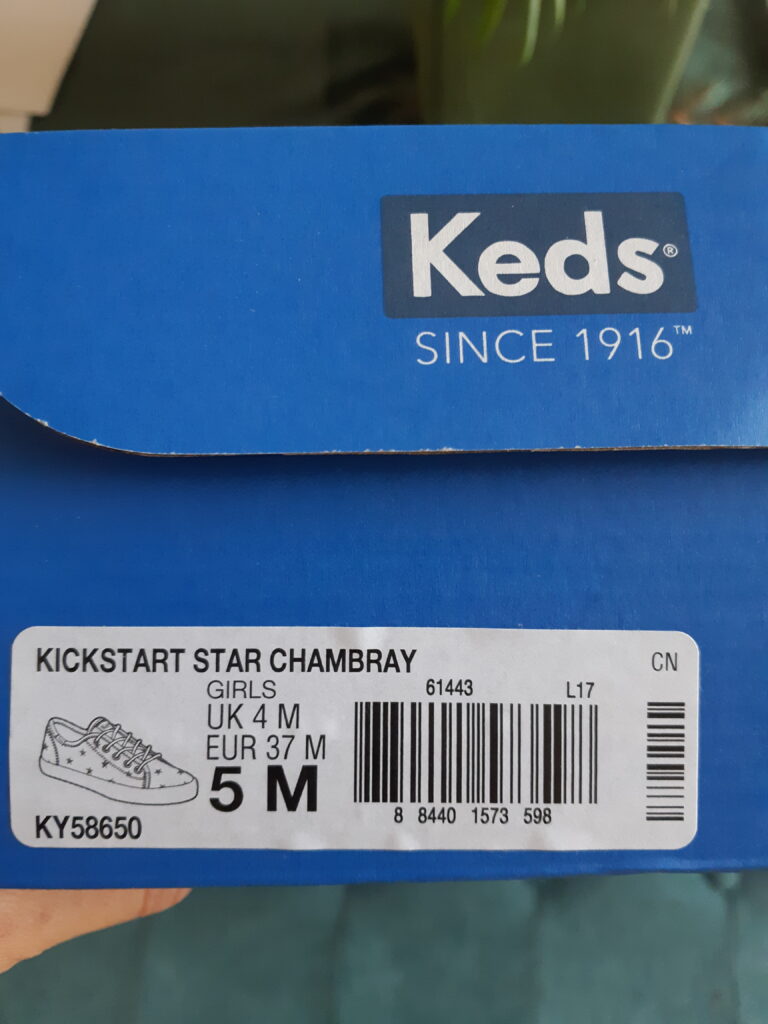 Keds®
SINCE 1916™
KICKSTART STAR CHAMBRAY
CN
GIRLS
61443
L17
UK 4 M
EUR 37 M
5 M
8 8440 1573 598
KY58650